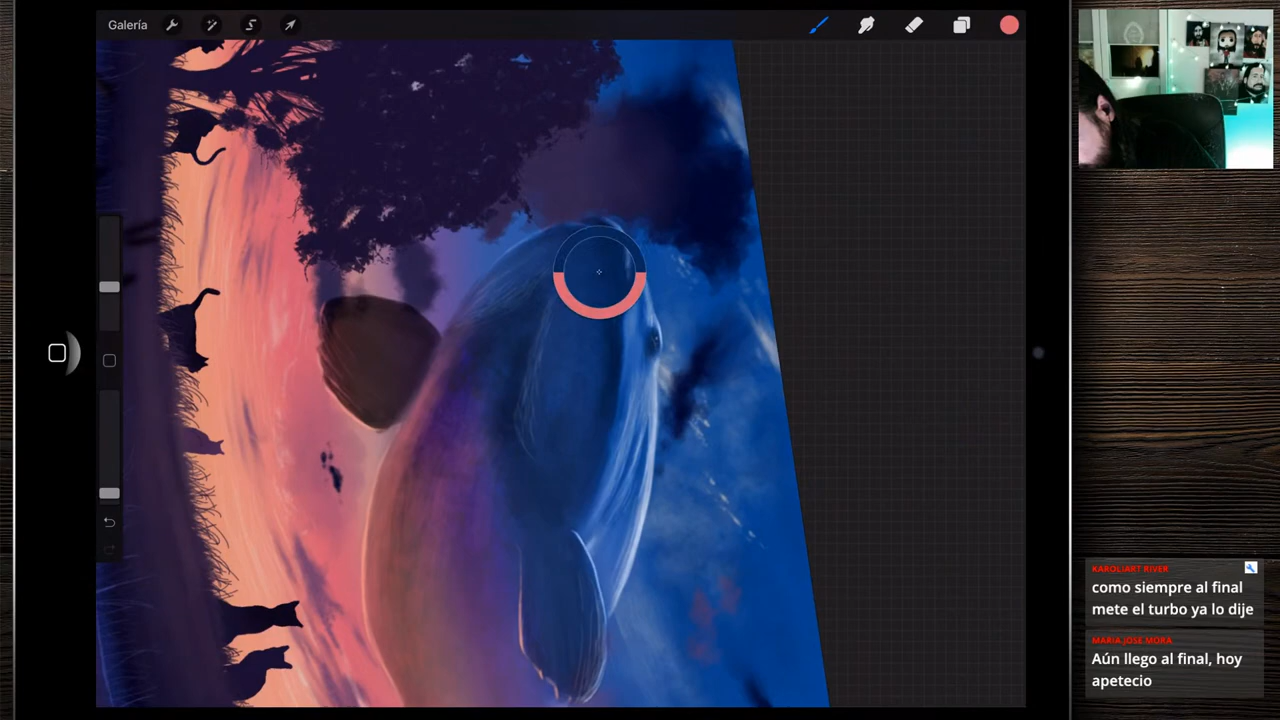 Galería
KAROLIART RIVER
como siempre al final
mete el turbo ya lo dije
MARIA JOSE MORA
Aún llego al final, hoy
apetecio